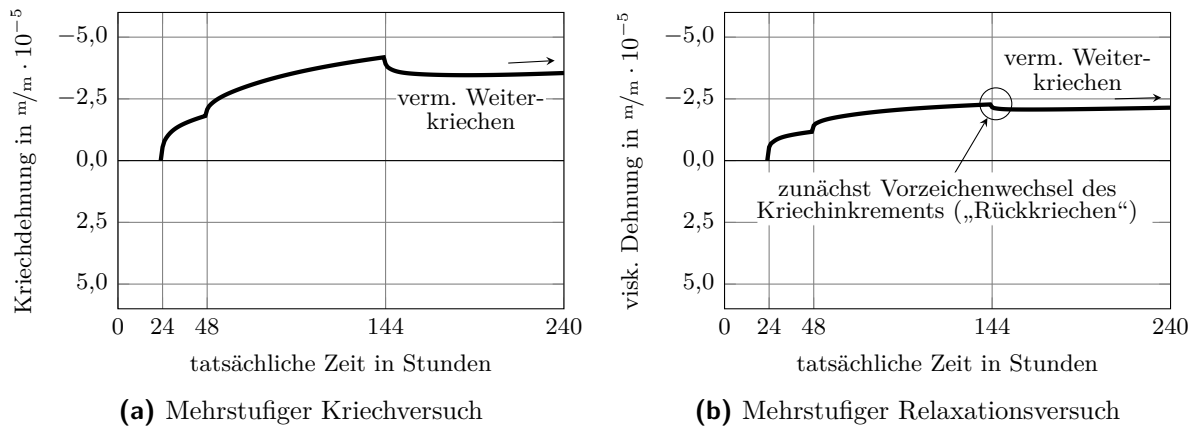 Kriechdehnung in m/m · 10⁻⁵
−5,0
−2,5
0,0
2,5
5,0
verm. Weiter-
kriechen
0 24 48 144 240
tatsächliche Zeit in Stunden
(a) Mehrstufiger Kriechversuch
visk. Dehnung in m/m · 10⁻⁵
−5,0
−2,5
0,0
2,5
5,0
verm. Weiter-
kriechen
zunächst Vorzeichenwechsel des
Kriechinkrements („Rückkriechen“)
0 24 48 144 240
tatsächliche Zeit in Stunden
(b) Mehrstufiger Relaxationsversuch